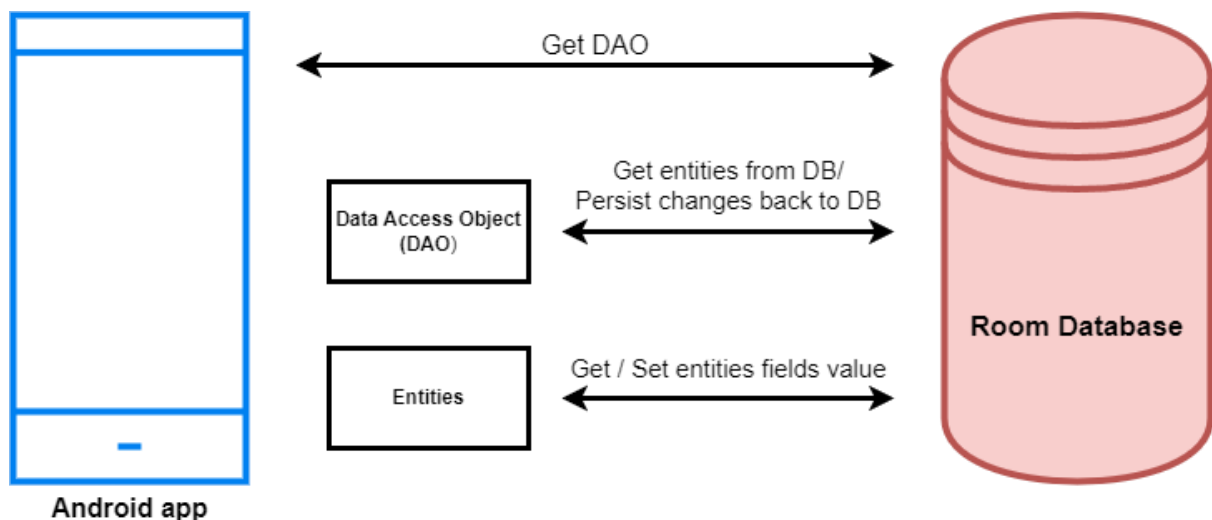 Get DAO
Get entities from DB/
Persist changes back to DB
Data Access Object
(DAO)
Room Database
Get / Set entities fields value
Entities
Android app